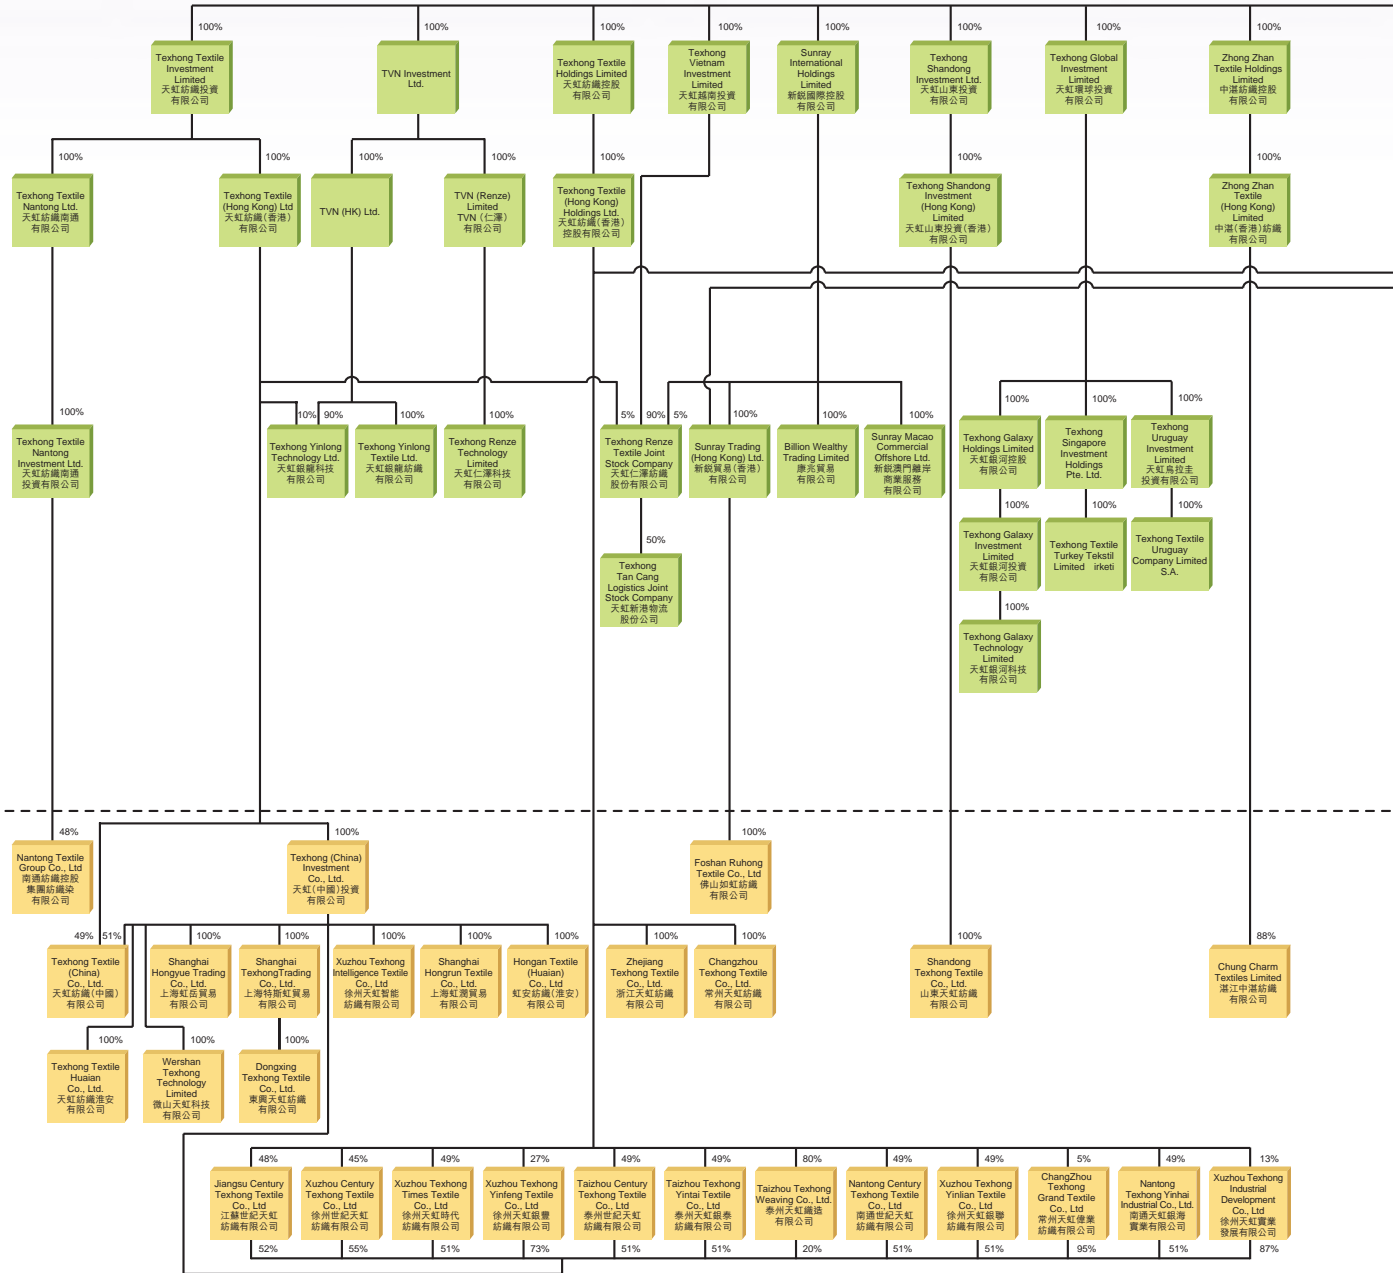 100%
100%
100%
100%
100%
100%
100%
100%
Texhong Textile
Investment
Limited
天虹紡織投資
有限公司
TVN Investment
Ltd.
Texhong Textile
Holdings Limited
天虹紡織控股
有限公司
Texhong
Vietnam
Investment
Limited
天虹越南投資
有限公司
Sunray
International
Holdings
Limited
新銳國際控股
有限公司
Texhong
Shandong
Investment Ltd.
天虹山東投資
有限公司
Texhong Global
Investment
Limited
天虹環球投資
有限公司
Zhong Zhan
Textile Holdings
Limited
中湛紡織控股
有限公司
100%
100%
100%
100%
100%
100%
100%
Texhong Textile
Nantong Ltd.
天虹紡織南通
有限公司
Texhong Textile
(Hong Kong) Ltd
天虹紡織(香港)
有限公司
TVN (HK) Ltd.
TVN (Renze)
Limited
TVN (仁澤)
有限公司
Texhong Textile
(Hong Kong)
Holdings Ltd.
天虹紡織(香港)
控股有限公司
Texhong Shandong
Investment
(Hong Kong)
Limited
天虹山東投資(香港)
有限公司
Zhong Zhan
Textile
(Hong Kong)
Limited
中湛(香港)紡織
有限公司
100%
10%
90%
100%
100%
5%
90%
5%
100%
100%
100%
100%
100%
100%
Texhong Textile
Nantong
Investment Ltd.
天虹紡織南通
投資有限公司
Texhong Yinlong
Technology Ltd.
天虹銀龍科技
有限公司
Texhong Yinlong
Textile Ltd.
天虹銀龍紡織
有限公司
Texhong Renze
Technology
Limited
天虹仁澤科技
有限公司
Texhong Renze
Textile Joint
Stock Company
天虹仁澤紡織
股份有限公司
Sunray Trading
(Hong Kong) Ltd.
新銳貿易(香港)
有限公司
Billion Wealthy
Trading Limited
康兆貿易
有限公司
Sunray Macao
Commercial
Offshore Ltd.
新銳澳門離岸
商業服務
有限公司
Texhong Galaxy
Holdings Limited
天虹銀河控股
有限公司
Texhong
Singapore
Investment
Holdings
Pte. Ltd.
Texhong
Uruguay
Investment
Limited
天虹烏拉圭
投資有限公司
50%
100%
100%
100%
Texhong
Tan Cang
Logistics Joint
Stock Company
天虹新港物流
股份公司
Texhong Galaxy
Investment
Limited
天虹銀河投資
有限公司
Texhong Textile
Turkey Tekstil
Limited irketi
Texhong Textile
Uruguay
Company Limited
S.A.
100%
Texhong Galaxy
Technology
Limited
天虹銀河科技
有限公司
48%
100%
100%
Nantong Textile
Group Co., Ltd
南通紡織控股
集團紡織染
有限公司
Texhong (China)
Investment
Co., Ltd.
天虹(中國)投資
有限公司
Foshan Ruhong
Textile Co., Ltd
佛山如虹紡織
有限公司
49%
51%
100%
100%
100%
100%
100%
100%
100%
100%
88%
Texhong Textile
(China)
Co., Ltd.
天虹紡織(中國)
有限公司
Shanghai
Hongyue Trading
Co., Ltd.
上海虹岳貿易
有限公司
Shanghai
TexhongTrading
Co., Ltd.
上海特斯虹貿易
有限公司
Xuzhou Texhong
Intelligence Textile
Co., Ltd
徐州天虹智能
紡織有限公司
Shanghai
Hongrun Textile
Co., Ltd.
上海虹潤貿易
有限公司
Hongan Textile
(Huaian)
Co., Ltd
虹安紡織(淮安)
有限公司
Zhejiang
Texhong Textile
Co., Ltd.
浙江天虹紡織
有限公司
Changzhou
Texhong Textile
Co., Ltd.
常州天虹紡織
有限公司
Shandong
Texhong Textile
Co., Ltd.
山東天虹紡織
有限公司
Chung Charm
Textiles Limited
湛江中湛紡織
有限公司
100%
100%
100%
Texhong Textile
Huaian
Co., Ltd.
天虹紡織淮安
有限公司
Wershan
Texhong
Technology
Limited
微山天虹科技
有限公司
Dongxing
Texhong Textile
Co., Ltd.
東興天虹紡織
有限公司
48%
45%
49%
27%
49%
49%
80%
49%
49%
5%
49%
13%
Jiangsu Century
Texhong Textile
Co., Ltd
江蘇世紀天虹
紡織有限公司
Xuzhou Century
Texhong Textile
Co., Ltd
徐州世紀天虹
紡織有限公司
Xuzhou Texhong
Times Textile
Co., Ltd
徐州天虹時代
紡織有限公司
Xuzhou Texhong
Yinfeng Textile
Co., Ltd
徐州天虹銀豐
紡織有限公司
Taizhou Century
Texhong Textile
Co., Ltd
泰州世紀天虹
紡織有限公司
Taizhou Texhong
Yintai Textile
Co., Ltd
泰州天虹銀泰
紡織有限公司
Taizhou Texhong
Weaving Co., Ltd.
泰州天虹織造
有限公司
Nantong Century
Texhong Textile
Co., Ltd
南通世紀天虹
紡織有限公司
Xuzhou Texhong
Yinlian Textile
Co., Ltd
徐州天虹銀聯
紡織有限公司
ChangZhou
Texhong
Grand Textile
Co., Ltd
常州天虹偉業
紡織有限公司
Nantong
Texhong Yinhai
Industrial Co., Ltd.
南通天虹銀海
實業有限公司
Xuzhou Texhong
Industrial
Development
Co., Ltd
徐州天虹實業
發展有限公司
52%
55%
51%
73%
51%
51%
20%
51%
51%
95%
51%
87%